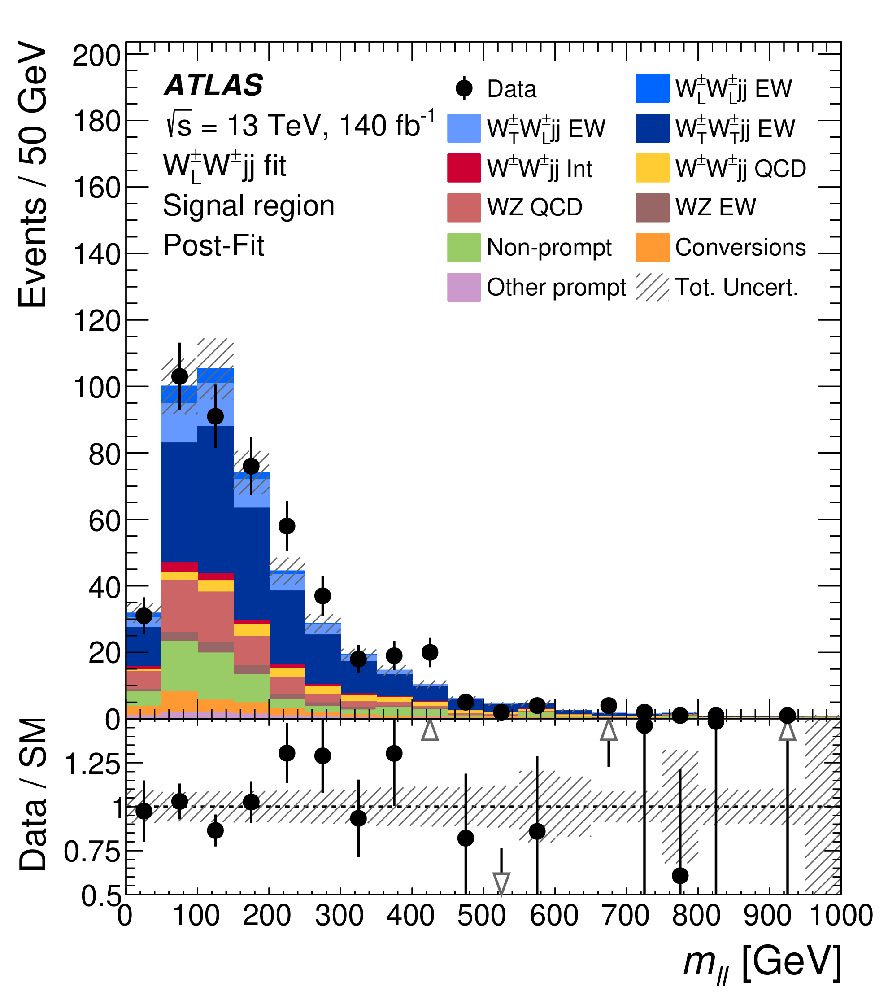 ATLAS
√s = 13 TeV, 140 fb⁻¹
W±LW±jj fit
Signal region
Post-Fit
Data
W±LW±Ljj EW
W±TW±Ljj EW
W±TW±Tjj EW
W±W±jj Int
W±W±jj QCD
WZ QCD
WZ EW
Non-prompt
Conversions
Other prompt
Tot. Uncert.
Events / 50 GeV
200
180
160
140
120
100
80
60
40
20
0
Data / SM
1.25
1
0.75
0.5
0 100 200 300 400 500 600 700 800 900 1000
m_ll [GeV]